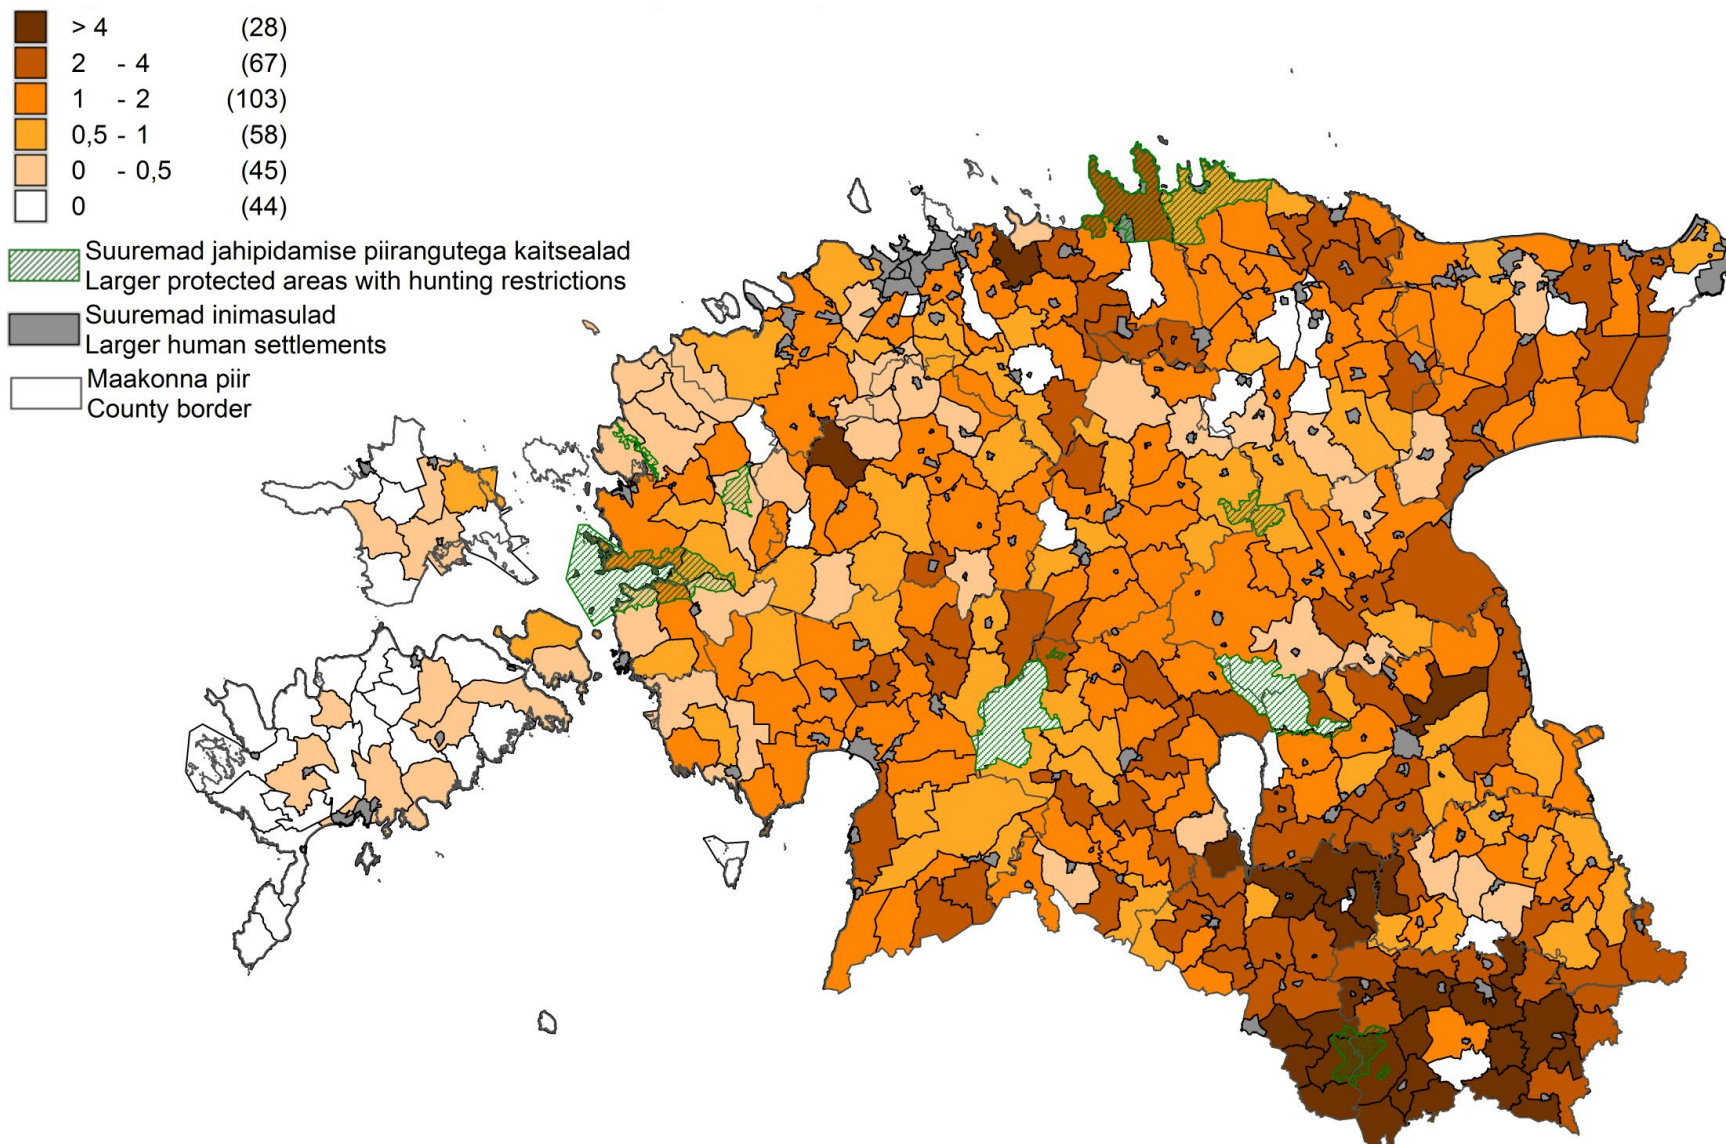 > 4 (28)
2 - 4 (67)
1 - 2 (103)
0,5 - 1 (58)
0 - 0,5 (45)
0 (44)
Suuremad jahipidamise piirangutega kaitsealad
Larger protected areas with hunting restrictions
Suuremad inimasulad
Larger human settlements
Maakonna piir
County border